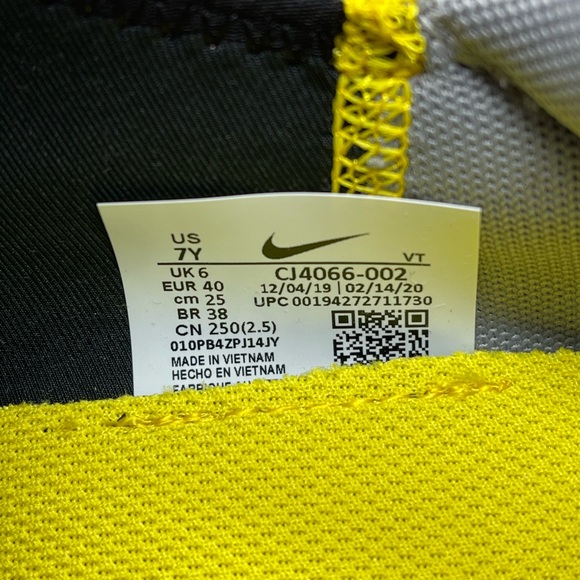 US
7Y
VT
UK 6
CJ4066-002
EUR 40
12/04/19 | 02/14/20
cm 25
UPC 00194272711730
BR 38
CN 250(2.5)
010PB4ZPJ14JY
MADE IN VIETNAM
HECHO EN VIETNAM